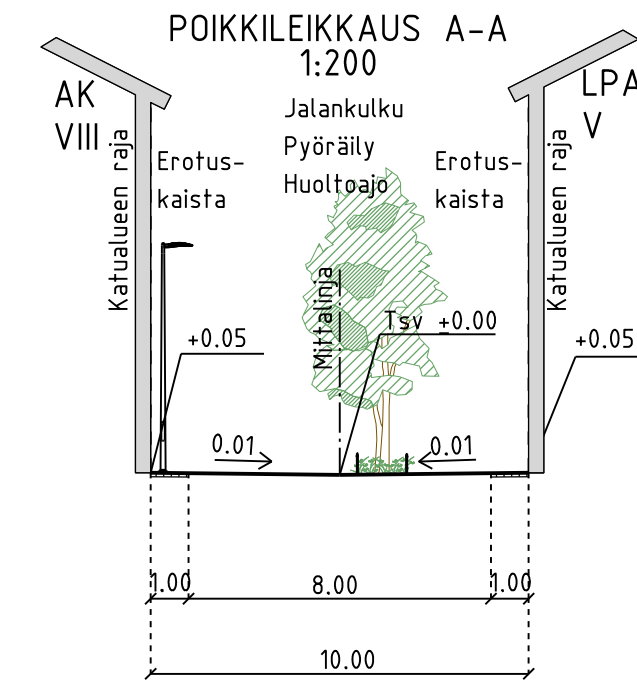 POIKKILEIKKAUS A-A
1:200
AK
VIII
LPA
V
Jalankulku
Pyöräily
Huoltoajo
Erotus-
kaista
Erotus-
kaista
Katualueen raja
Katualueen raja
Mittalinja
Tsv ±0.00
+0.05
+0.05
0.01
0.01
1.00
8.00
1.00
10.00